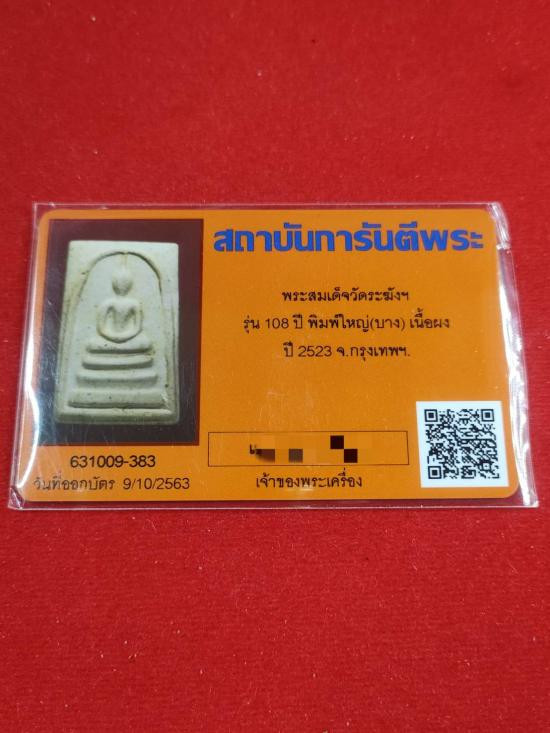 สถาบันการันตีพระ
พระสมเด็จวัดระฆังฯ
รุ่น 108 ปี พิมพ์ใหญ่(บาง) เนื้อผง
ปี 2523 จ.กรุงเทพฯ.
631009-383
วันที่ออกบัตร 9/10/2563
เจ้าของพระเครื่อง